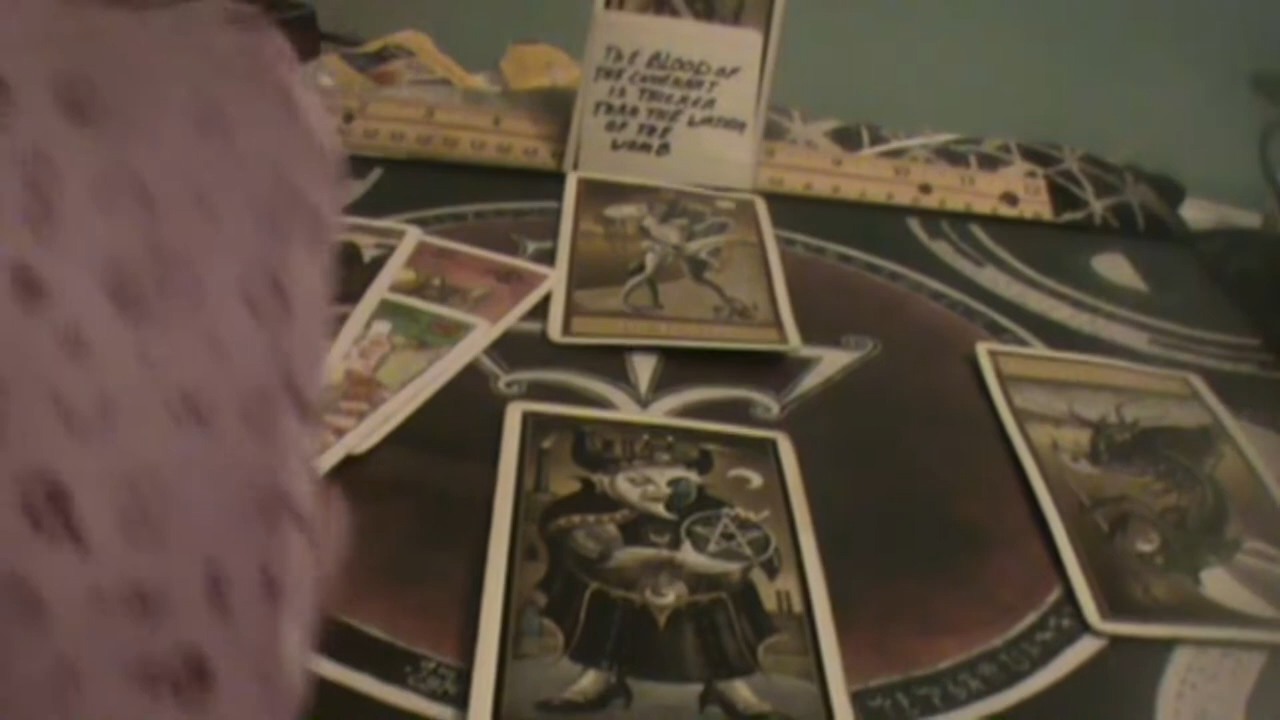 THE BLOOD OF
THE COVENANT
IS THICKER
THAN THE WATER
OF THE
WOMB